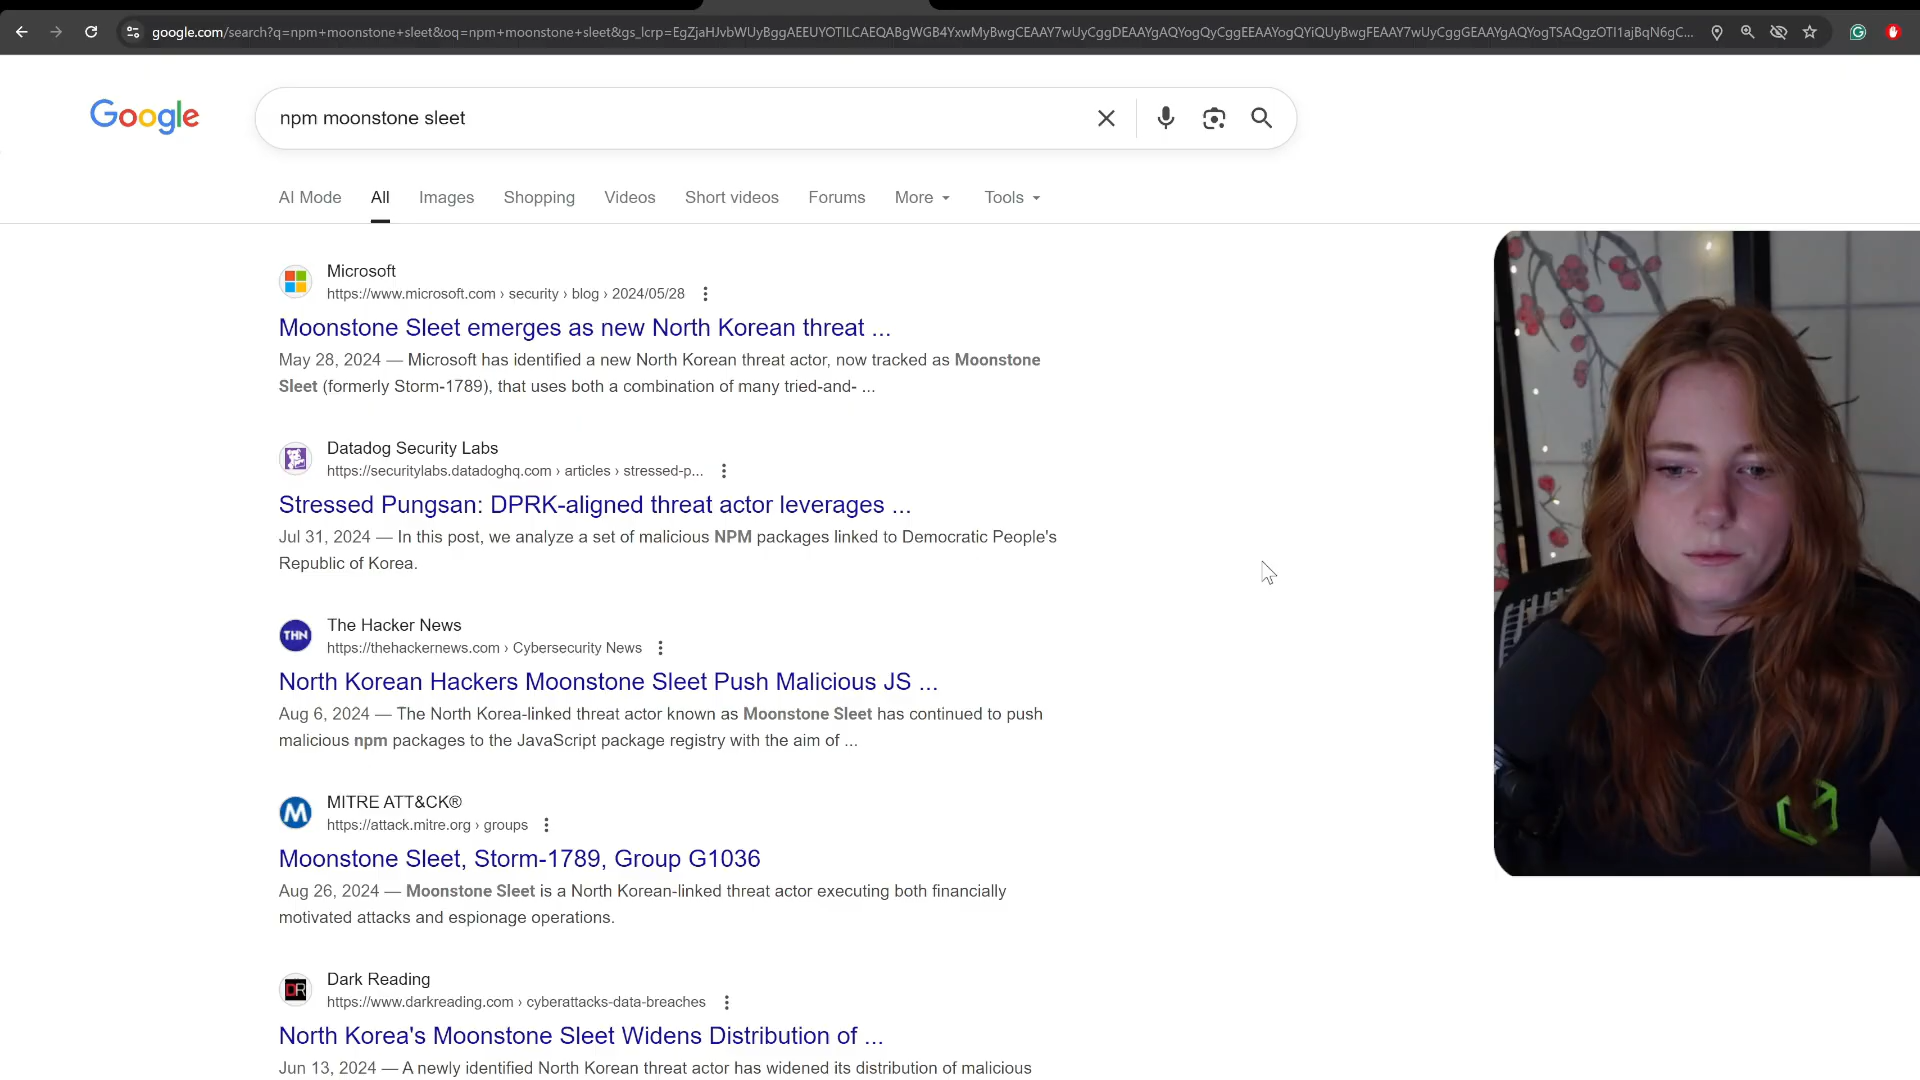 google.com/search?q=npm+moonstone+sleet&oq=npm+moonstone+sleet&gs_lcrp=EgZjaHJvbWUyBggAEEUYOTILCAEQABgWGB4YxwMyBwgCEAAY7wUyCggDEAAYgAQYogQyCggEEAAYogQYiQUyBwgFEAAY7wUyCggGEAAYgAQYogTSAQgzOTI1ajBqN6gC...
Google
npm moonstone sleet
AI Mode All Images Shopping Videos Short videos Forums More Tools
Microsoft
https://www.microsoft.com › security › blog › 2024/05/28
Moonstone Sleet emerges as new North Korean threat ...
May 28, 2024 — Microsoft has identified a new North Korean threat actor, now tracked as Moonstone
Sleet (formerly Storm-1789), that uses both a combination of many tried-and- ...
Datadog Security Labs
https://securitylabs.datadoghq.com › articles › stressed-p...
Stressed Pungsan: DPRK-aligned threat actor leverages ...
Jul 31, 2024 — In this post, we analyze a set of malicious NPM packages linked to Democratic People's
Republic of Korea.
THN
The Hacker News
https://thehackernews.com › Cybersecurity News
North Korean Hackers Moonstone Sleet Push Malicious JS ...
Aug 6, 2024 — The North Korea-linked threat actor known as Moonstone Sleet has continued to push
malicious npm packages to the JavaScript package registry with the aim of ...
M
MITRE ATT&CK®
https://attack.mitre.org › groups
Moonstone Sleet, Storm-1789, Group G1036
Aug 26, 2024 — Moonstone Sleet is a North Korean-linked threat actor executing both financially
motivated attacks and espionage operations.
DR
Dark Reading
https://www.darkreading.com › cyberattacks-data-breaches
North Korea's Moonstone Sleet Widens Distribution of ...
Jun 13, 2024 — A newly identified North Korean threat actor has widened its distribution of malicious